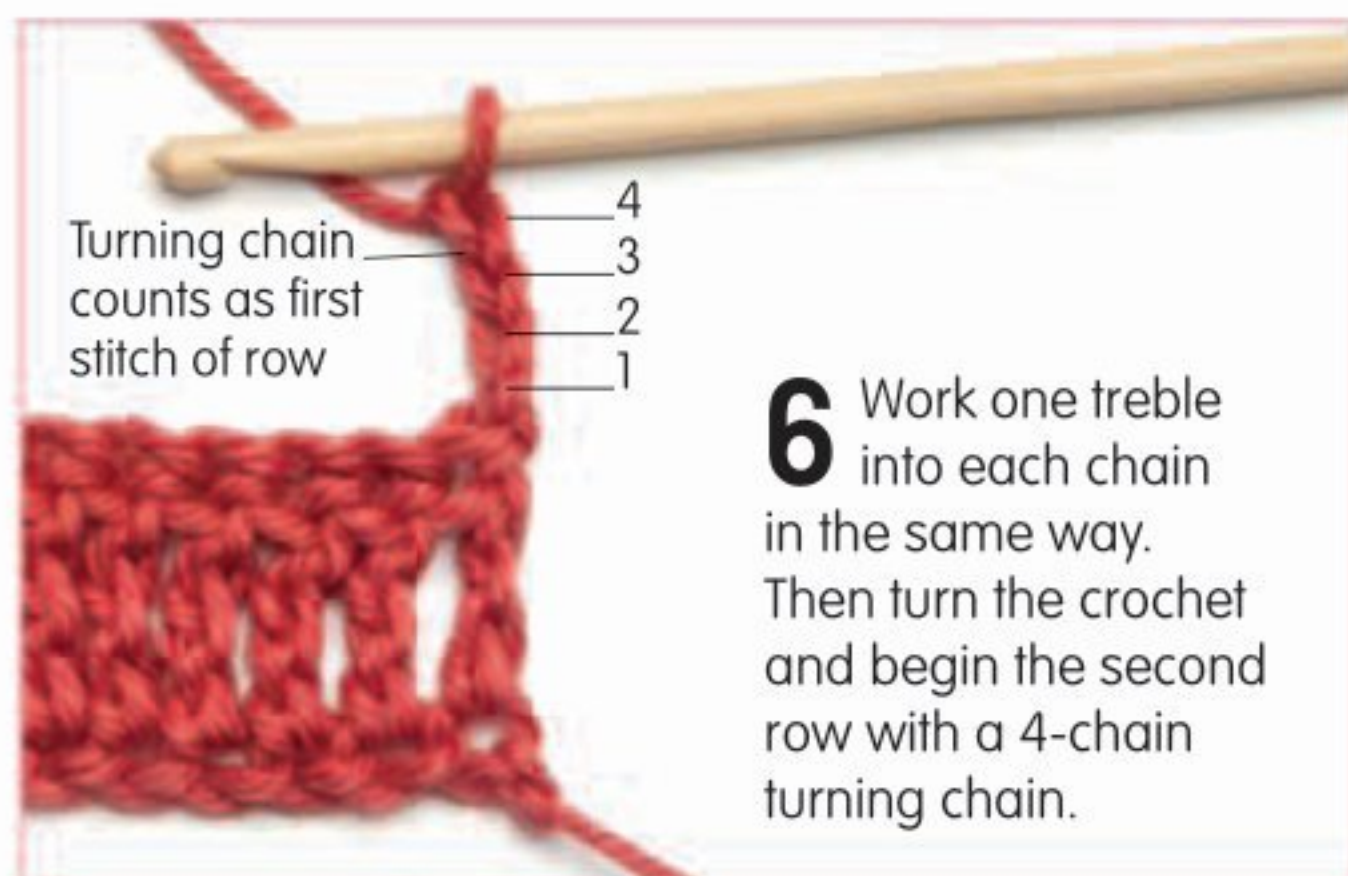 Turning chain
counts as first
stitch of row
4
3
2
1
6 Work one treble
into each chain
in the same way.
Then turn the crochet
and begin the second
row with a 4-chain
turning chain.